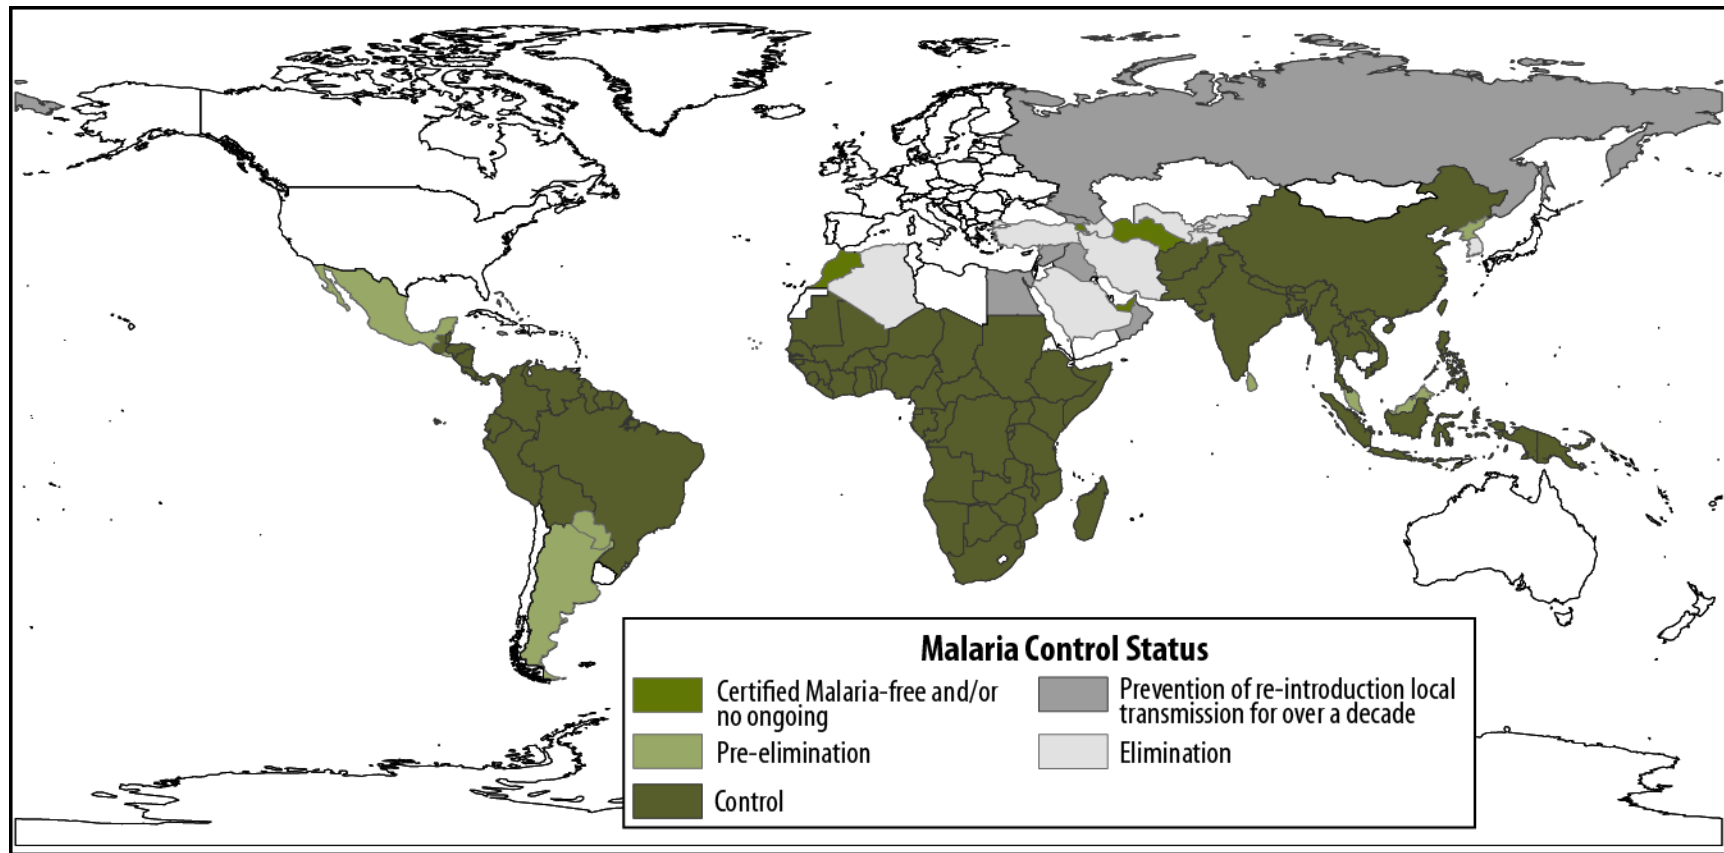 Malaria Control Status
Certified Malaria-free and/or
no ongoing
Pre-elimination
Control
Prevention of re-introduction local
transmission for over a decade
Elimination